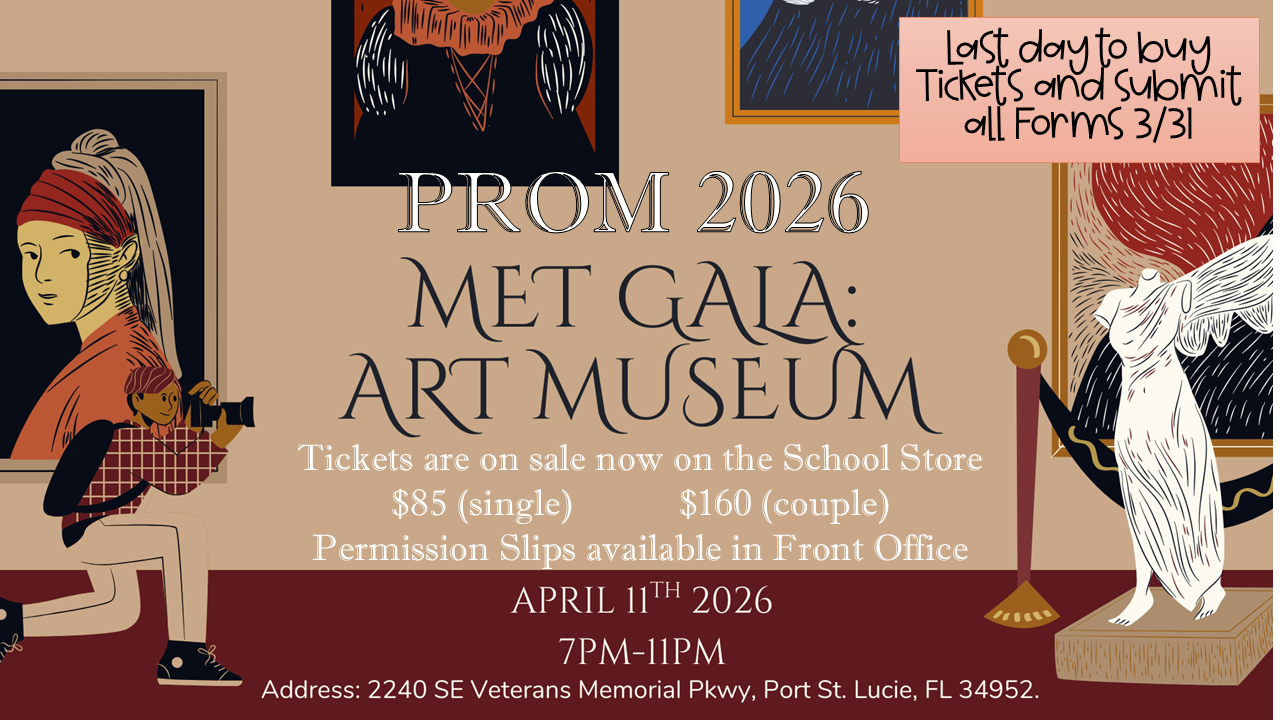 Last day to buy
Tickets and submit
all Forms 3/31
PROM 2026
MET GALA:
ART MUSEUM
Tickets are on sale now on the School Store
$85 (single) $160 (couple)
Permission Slips available in Front Office
APRIL 11TH 2026
7PM-11PM
Address: 2240 SE Veterans Memorial Pkwy, Port St. Lucie, FL 34952.